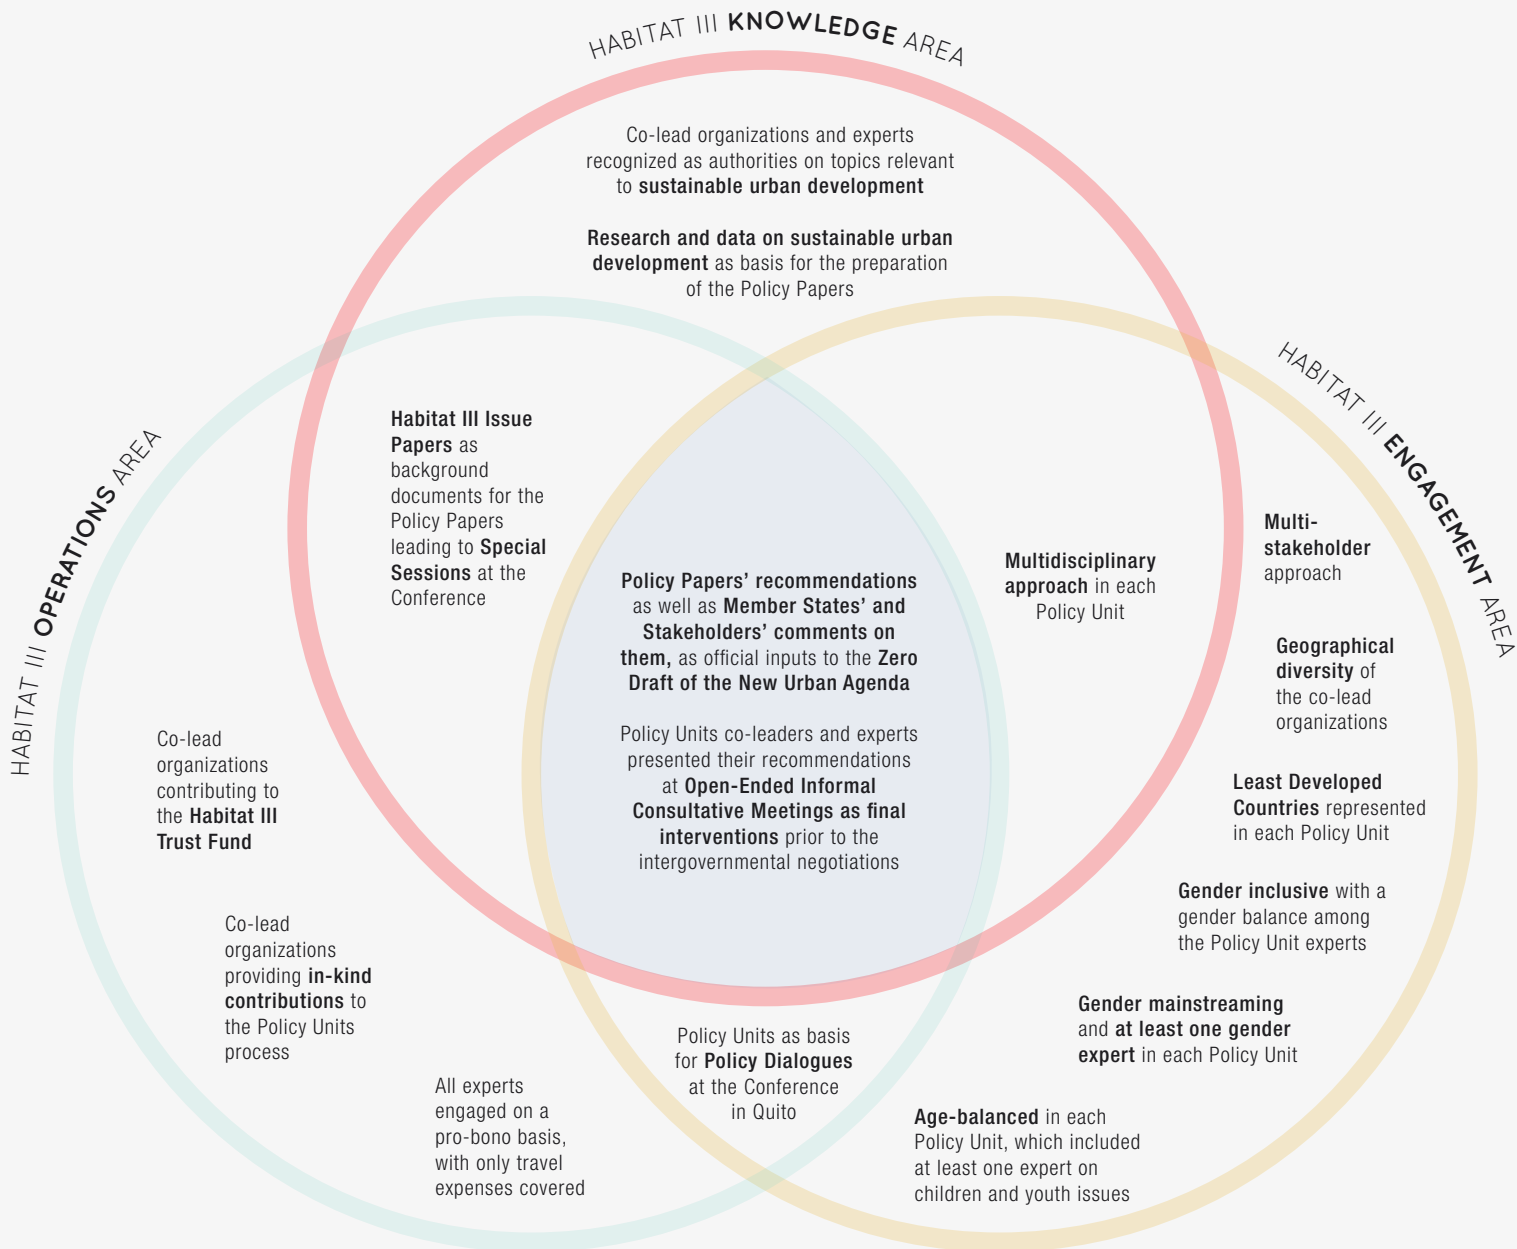 HABITAT III KNOWLEDGE AREA
Co-lead organizations and experts
recognized as authorities on topics relevant
to sustainable urban development
Research and data on sustainable urban
development as basis for the preparation
of the Policy Papers
HABITAT III OPERATIONS AREA
HABITAT III ENGAGEMENT AREA
Habitat III Issue
Papers as
background
documents for the
Policy Papers
leading to Special
Sessions at the
Conference
Policy Papers’ recommendations
as well as Member States’ and
Stakeholders’ comments on
them, as official inputs to the Zero
Draft of the New Urban Agenda
Policy Units co-leaders and experts
presented their recommendations
at Open-Ended Informal
Consultative Meetings as final
interventions prior to the
intergovernmental negotiations
Multidisciplinary
approach in each
Policy Unit
Multi-
stakeholder
approach
Geographical
diversity of
the co-lead
organizations
Least Developed
Countries represented
in each Policy Unit
Gender inclusive with a
gender balance among
the Policy Unit experts
Gender mainstreaming
and at least one gender
expert in each Policy Unit
Age-balanced in each
Policy Unit, which included
at least one expert on
children and youth issues
Co-lead
organizations
contributing to
the Habitat III
Trust Fund
Co-lead
organizations
providing in-kind
contributions to
the Policy Units
process
All experts
engaged on a
pro-bono basis,
with only travel
expenses covered
Policy Units as basis
for Policy Dialogues
at the Conference
in Quito